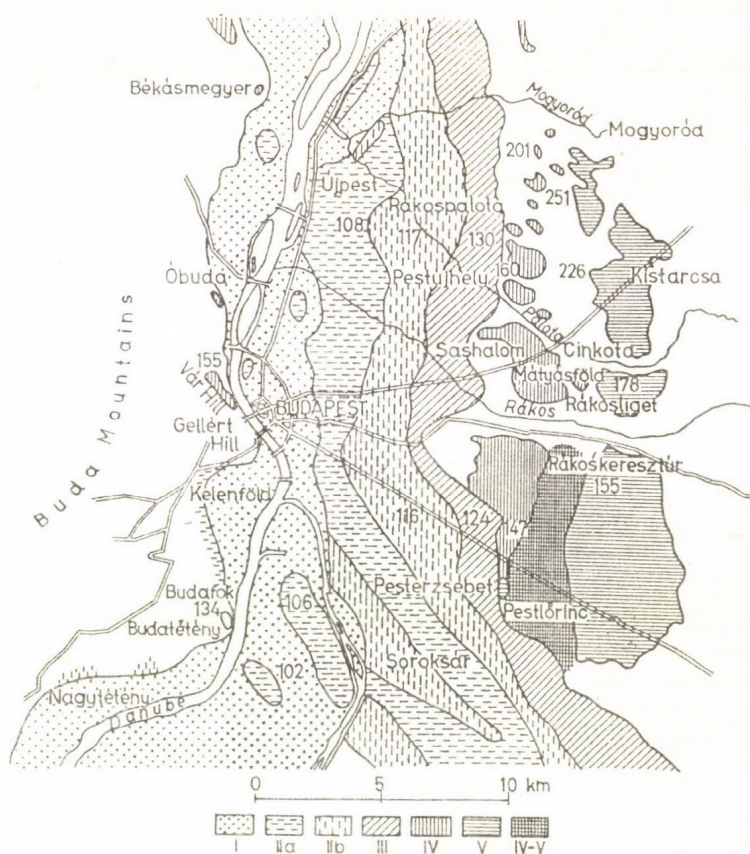 Békásmegyer
Mogyoród
Mogyoród
201
251
Újpest
Rákospalota
108
117
130
Pestujhely
160
226
Kistarcsa
Óbuda
Palota
Sashalom
Cinkota
Mátyásföld
178
Rákos
Rákosliget
155
Vár Hill
BUDAPEST
Gellért
Hill
Buda Mountains
Kelenföld
Rákoskeresztúr
155
116
124
147
Budafok
134
Budatétény
106
Pesterzsébet
Pestlőrinc
102
Soroksár
Nagytétény
Danube
0 5 10 km
I IIa IIb III IV V IV-V